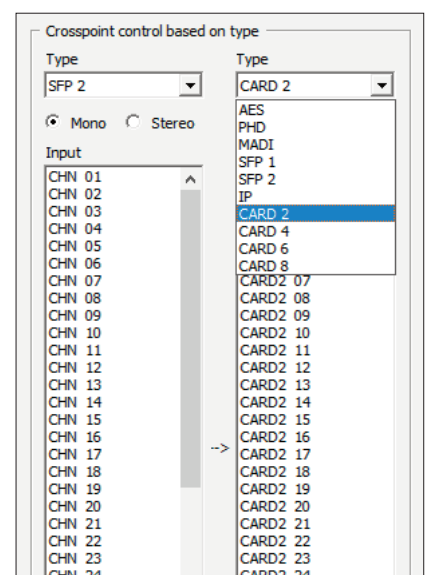 Crosspoint control based on type
Type
SFP 2
Mono Stereo
Input
CHN 01
CHN 02
CHN 03
CHN 04
CHN 05
CHN 06
CHN 07
CHN 08
CHN 09
CHN 10
CHN 11
CHN 12
CHN 13
CHN 14
CHN 15
CHN 16
CHN 17
CHN 18
CHN 19
CHN 20
CHN 21
CHN 22
CHN 23
CHN 24
-->
Type
CARD 2
AES
PHD
MADI
SFP 1
SFP 2
IP
CARD 2
CARD 4
CARD 6
CARD 8
CARD2 07
CARD2 08
CARD2 09
CARD2 10
CARD2 11
CARD2 12
CARD2 13
CARD2 14
CARD2 15
CARD2 16
CARD2 17
CARD2 18
CARD2 19
CARD2 20
CARD2 21
CARD2 22
CARD2 23
CARD2 24